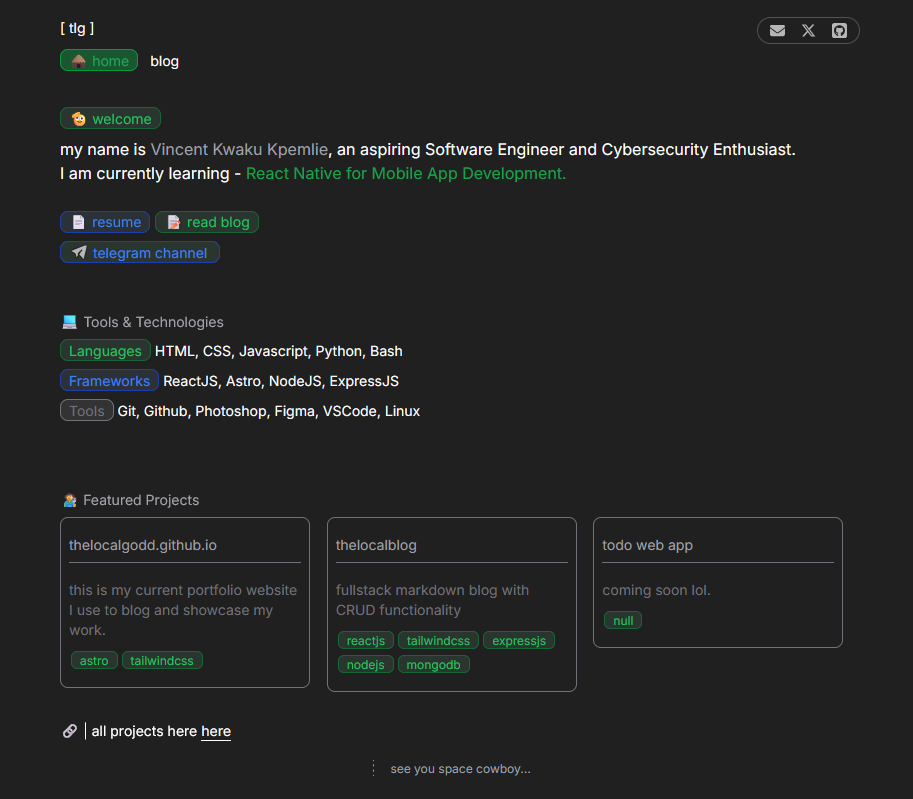 [ tlg ]
home blog
welcome
my name is Vincent Kwaku Kpemlie, an aspiring Software Engineer and Cybersecurity Enthusiast.
I am currently learning - React Native for Mobile App Development.
resume read blog
telegram channel
Tools & Technologies
Languages HTML, CSS, Javascript, Python, Bash
Frameworks ReactJS, Astro, NodeJS, ExpressJS
Tools Git, Github, Photoshop, Figma, VSCode, Linux
Featured Projects
thelocalgodd.github.io
this is my current portfolio website
I use to blog and showcase my
work.
astro tailwindcss
thelocalblog
fullstack markdown blog with
CRUD functionality
reactjs tailwindcss expressjs
nodejs mongodb
todo web app
coming soon lol.
null
all projects here here
see you space cowboy...